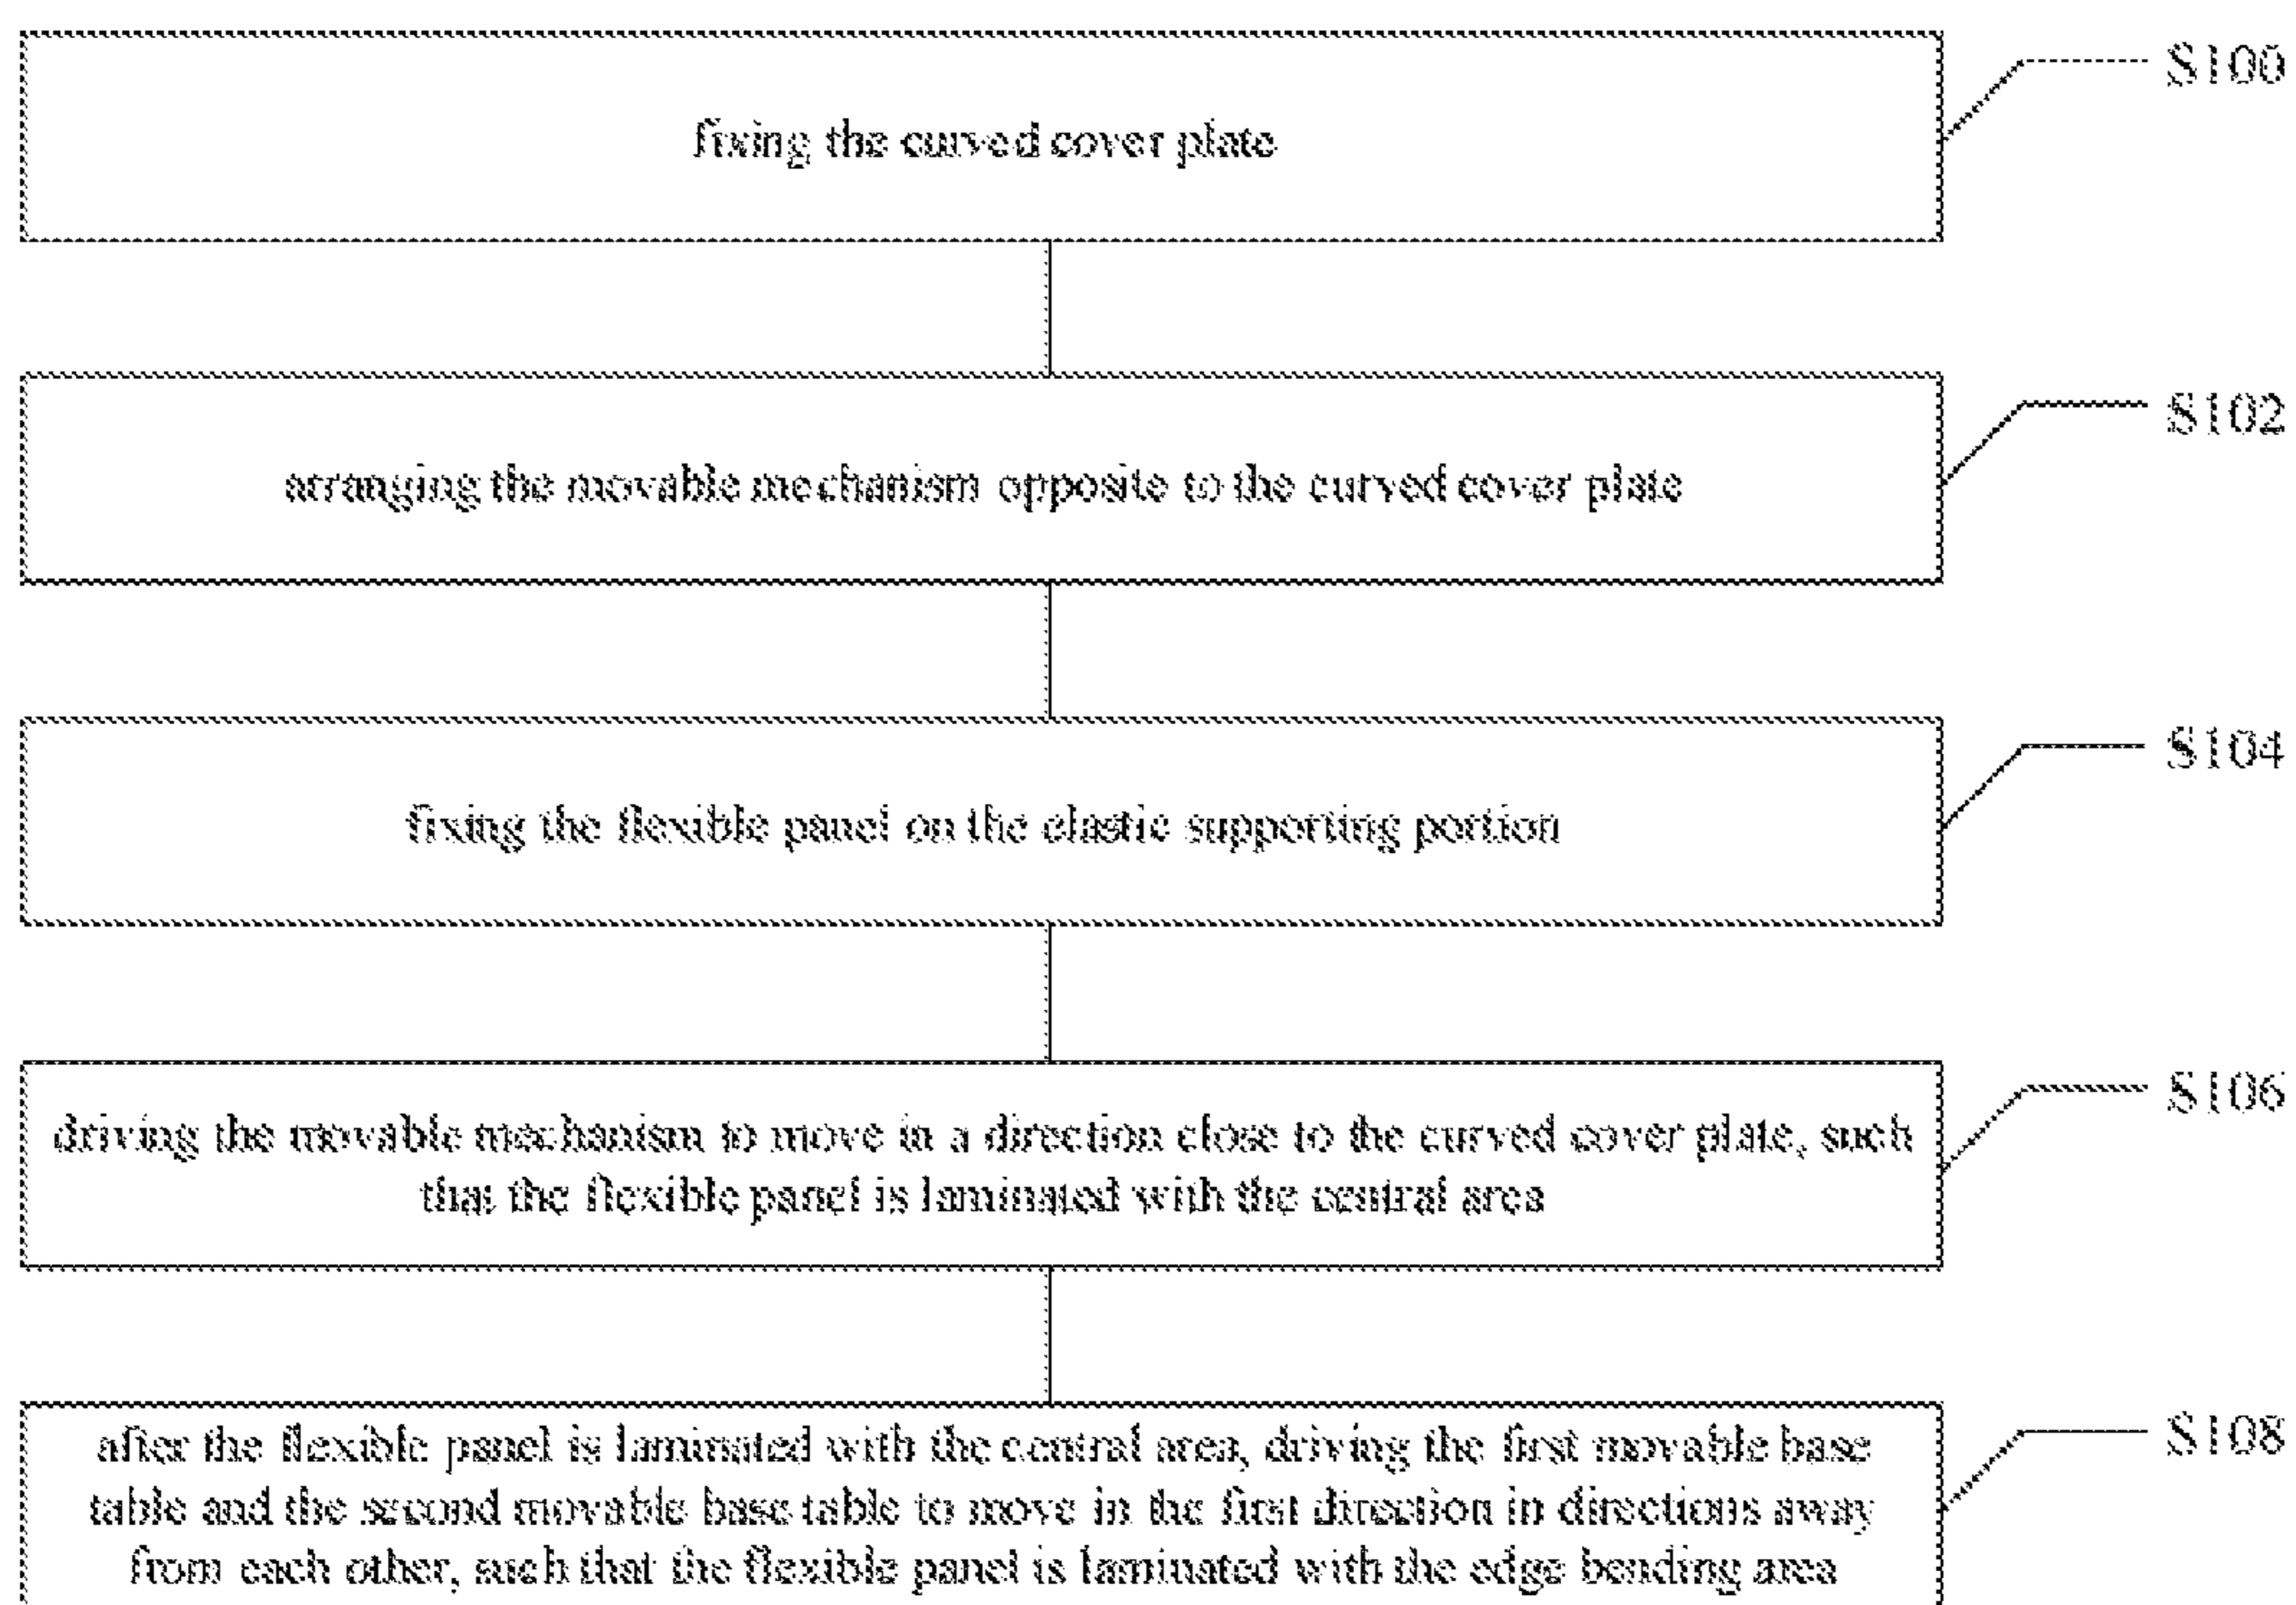 fixing the curved cover plate
S100
arranging the movable mechanism opposite to the curved cover plate
S102
fixing the flexible panel on the elastic supporting portion
S104
driving the movable mechanism to move in a direction close to the curved cover plate, such
that the flexible panel is laminated with the central area
S106
after the flexible panel is laminated with the central area, driving the first movable base
table and the second movable base table to move in the first direction in directions away
from each other, such that the flexible panel is laminated with the edge bending area
S108